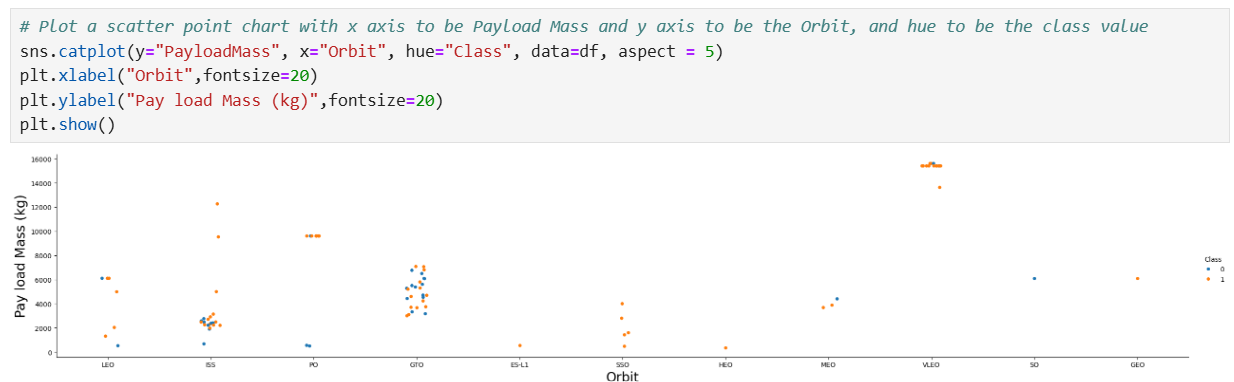 # Plot a scatter point chart with x axis to be Payload Mass and y axis to be the Orbit, and hue to be the class value
sns.catplot(y="PayloadMass", x="Orbit", hue="Class", data=df, aspect = 5)
plt.xlabel("Orbit",fontsize=20)
plt.ylabel("Pay load Mass (kg)",fontsize=20)
plt.show()
Pay load Mass (kg)
16000
14000
12000
10000
8000
6000
4000
2000
0
Class
0
1
LEO ISS PO GTO ES-L1 SSO HEO MEO VLEO SO GEO
Orbit